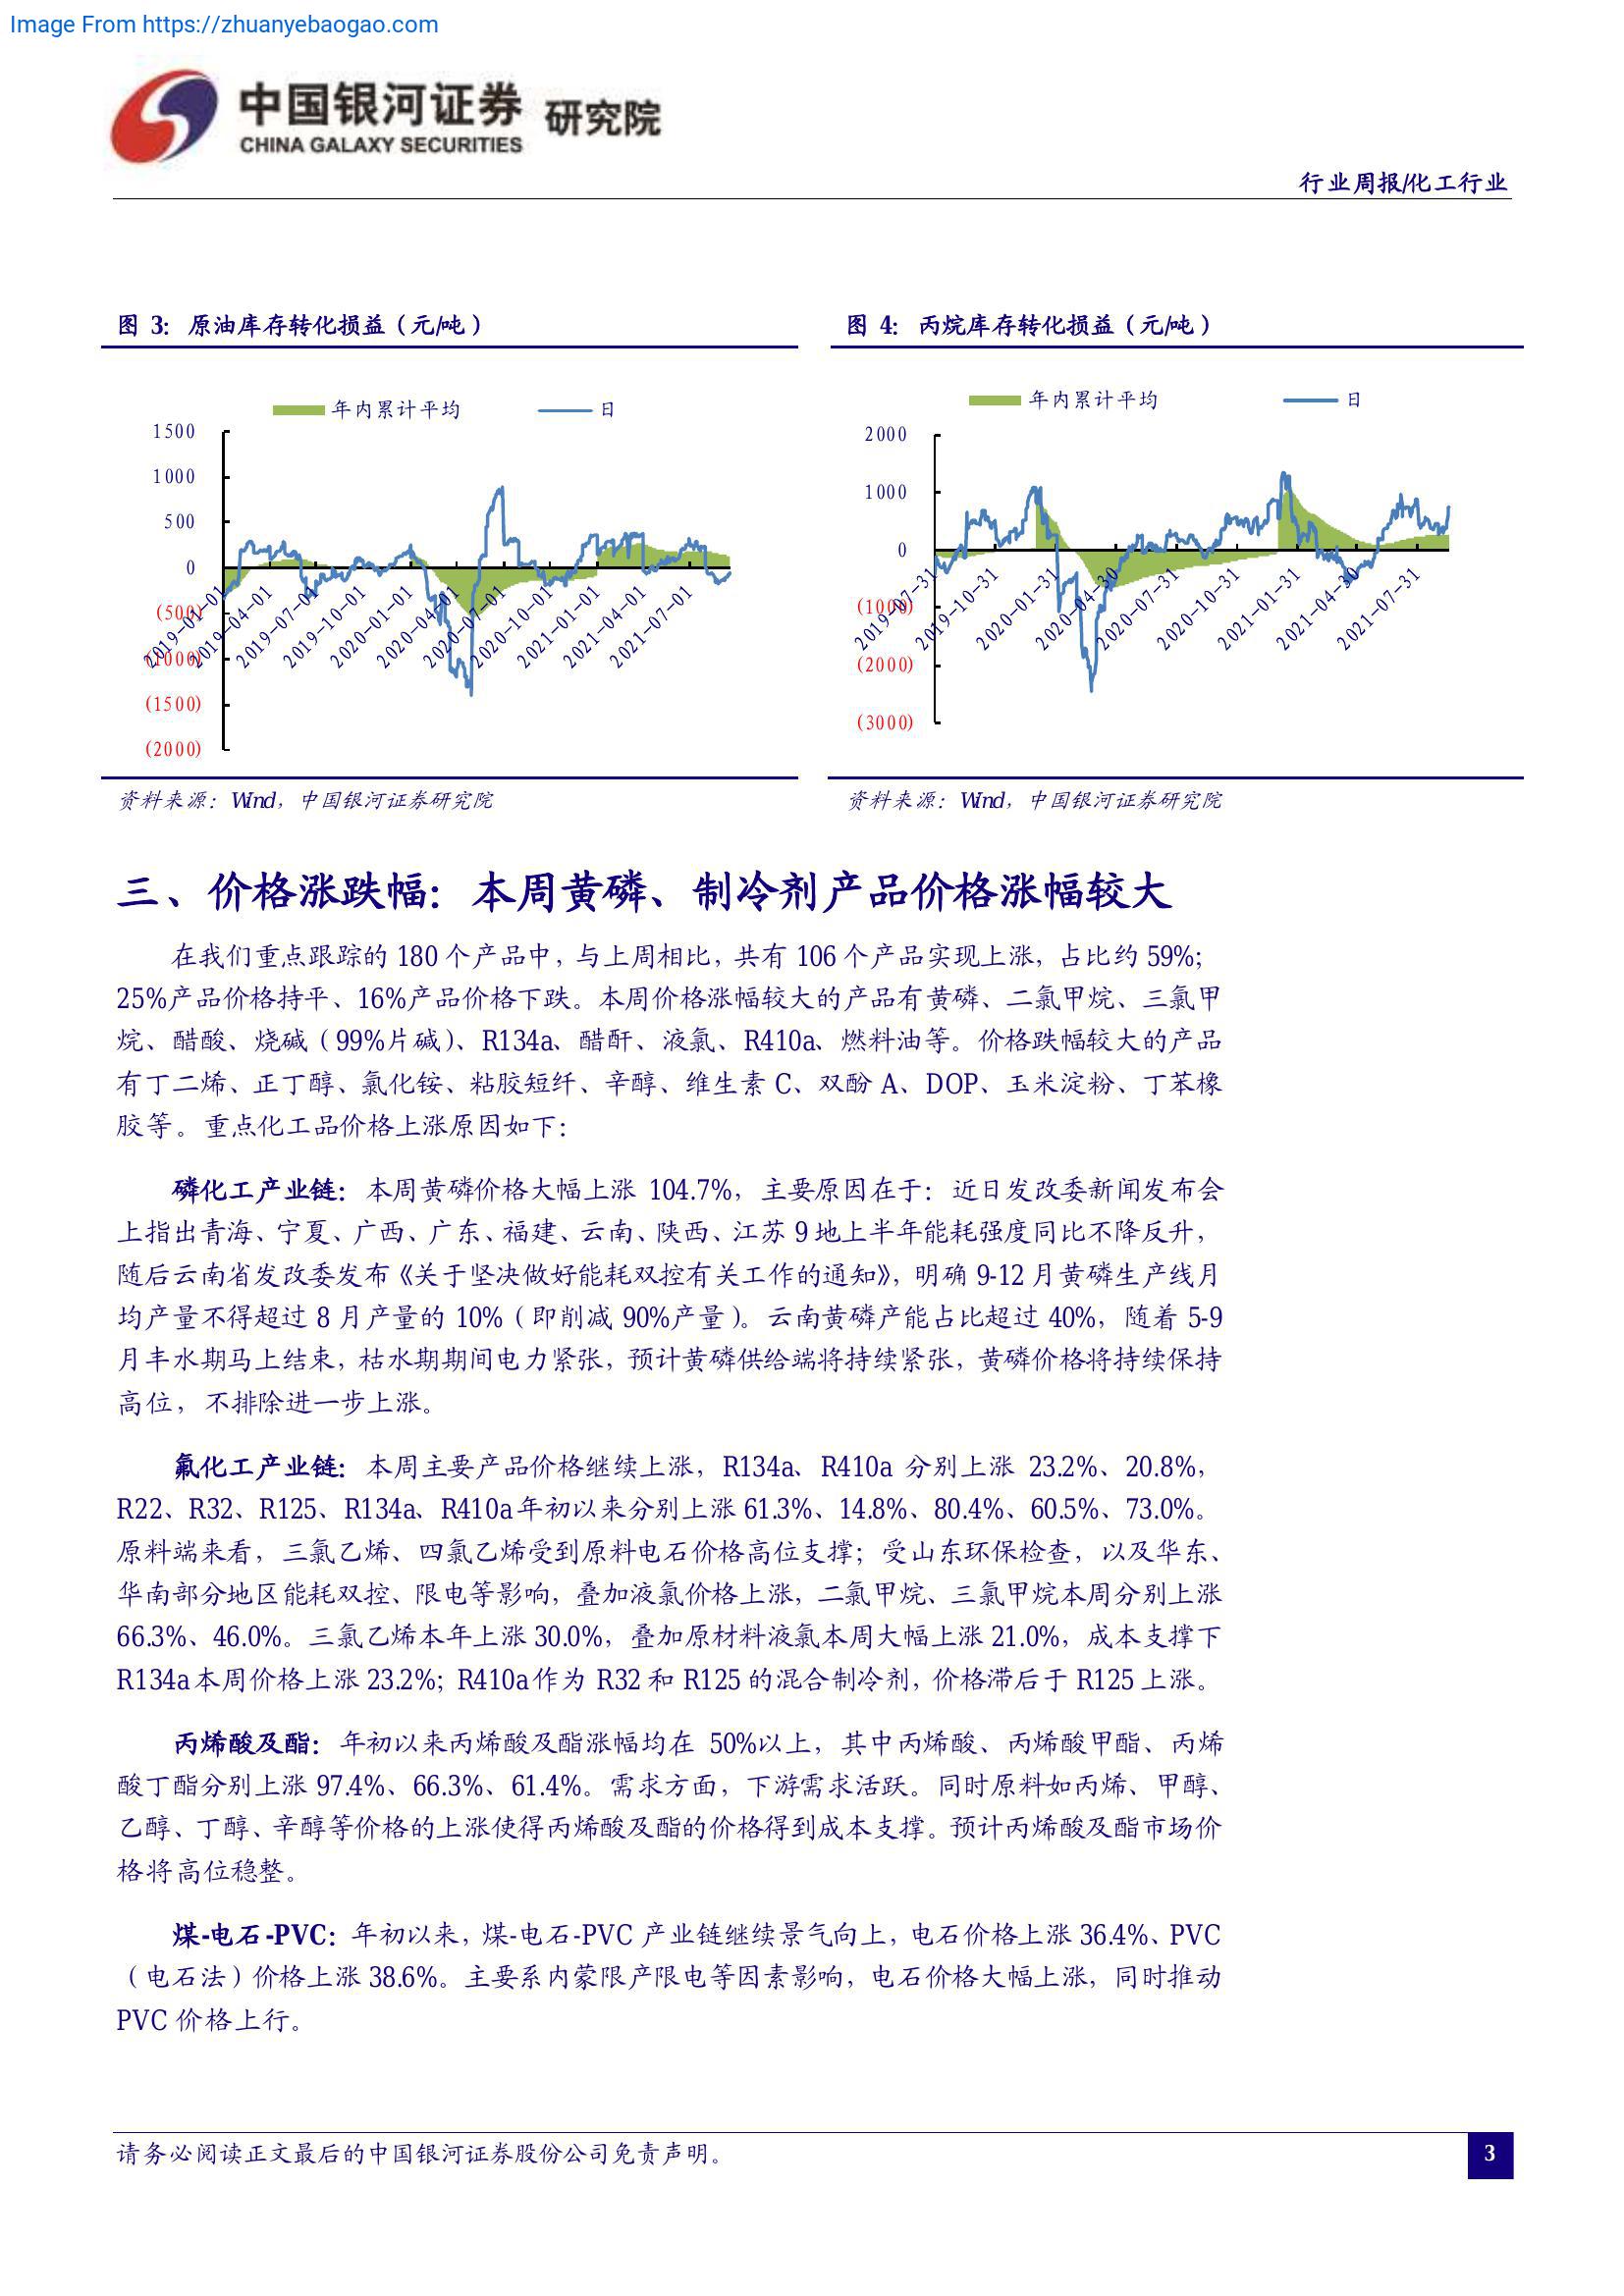 Image From https://zhuanyebaogao.com
中国银河证券 研究院
CHINA GALAXY SECURITIES
行业周报/化工行业
图 3: 原油库存转化损益（元/吨）
年内累计平均 日
1500
1000
500
0
(500)
(1000)
(1500)
(2000)
2019-01-01 2019-04-01 2019-07-01 2019-10-01 2020-01-01 2020-04-01 2020-07-01 2020-10-01 2021-01-01 2021-04-01 2021-07-01
资料来源：Wind，中国银河证券研究院
图 4: 丙烷库存转化损益（元/吨）
年内累计平均 日
2000
1000
0
(1000)
(2000)
(3000)
2019-07-31 2019-10-31 2020-01-31 2020-04-30 2020-07-31 2020-10-31 2021-01-31 2021-04-30 2021-07-31
资料来源：Wind，中国银河证券研究院
三、价格涨跌幅：本周黄磷、制冷剂产品价格涨幅较大
在我们重点跟踪的 180 个产品中，与上周相比，共有 106 个产品实现上涨，占比约 59%；
25%产品价格持平、16%产品价格下跌。本周价格涨幅较大的产品有黄磷、二氯甲烷、三氯甲
烷、醋酸、烧碱（99%片碱）、R134a、醋酐、液氯、R410a、燃料油等。价格跌幅较大的产品
有丁二烯、正丁醇、氯化铵、粘胶短纤、辛醇、维生素 C、双酚 A、DOP、玉米淀粉、丁苯橡
胶等。重点化工品价格上涨原因如下：
磷化工产业链：本周黄磷价格大幅上涨 104.7%，主要原因在于：近日发改委新闻发布会
上指出青海、宁夏、广西、广东、福建、云南、陕西、江苏 9 地上半年能耗强度同比不降反升，
随后云南省发改委发布《关于坚决做好能耗双控有关工作的通知》，明确 9-12 月黄磷生产线月
均产量不得超过 8 月产量的 10%（即削减 90%产量）。云南黄磷产能占比超过 40%，随着 5-9
月丰水期马上结束，枯水期期间电力紧张，预计黄磷供给端将持续紧张，黄磷价格将持续保持
高位，不排除进一步上涨。
氟化工产业链：本周主要产品价格继续上涨，R134a、R410a 分别上涨 23.2%、20.8%，
R22、R32、R125、R134a、R410a 年初以来分别上涨 61.3%、14.8%、80.4%、60.5%、73.0%。
原料端来看，三氯乙烯、四氯乙烯受到原料电石价格高位支撑；受山东环保检查，以及华东、
华南部分地区能耗双控、限电等影响，叠加液氯价格上涨，二氯甲烷、三氯甲烷本周分别上涨
66.3%、46.0%。三氯乙烯本年上涨 30.0%，叠加原材料液氯本周大幅上涨 21.0%，成本支撑下
R134a 本周价格上涨 23.2%；R410a 作为 R32 和 R125 的混合制冷剂，价格滞后于 R125 上涨。
丙烯酸及酯：年初以来丙烯酸及酯涨幅均在 50%以上，其中丙烯酸、丙烯酸甲酯、丙烯
酸丁酯分别上涨 97.4%、66.3%、61.4%。需求方面，下游需求活跃。同时原料如丙烯、甲醇、
乙醇、丁醇、辛醇等价格的上涨使得丙烯酸及酯的价格得到成本支撑。预计丙烯酸及酯市场价
格将高位稳整。
煤-电石-PVC：年初以来，煤-电石-PVC 产业链继续景气向上，电石价格上涨 36.4%、PVC
（电石法）价格上涨 38.6%。主要系内蒙限产限电等因素影响，电石价格大幅上涨，同时推动
PVC 价格上行。
请务必阅读正文最后的中国银河证券股份公司免责声明。
3